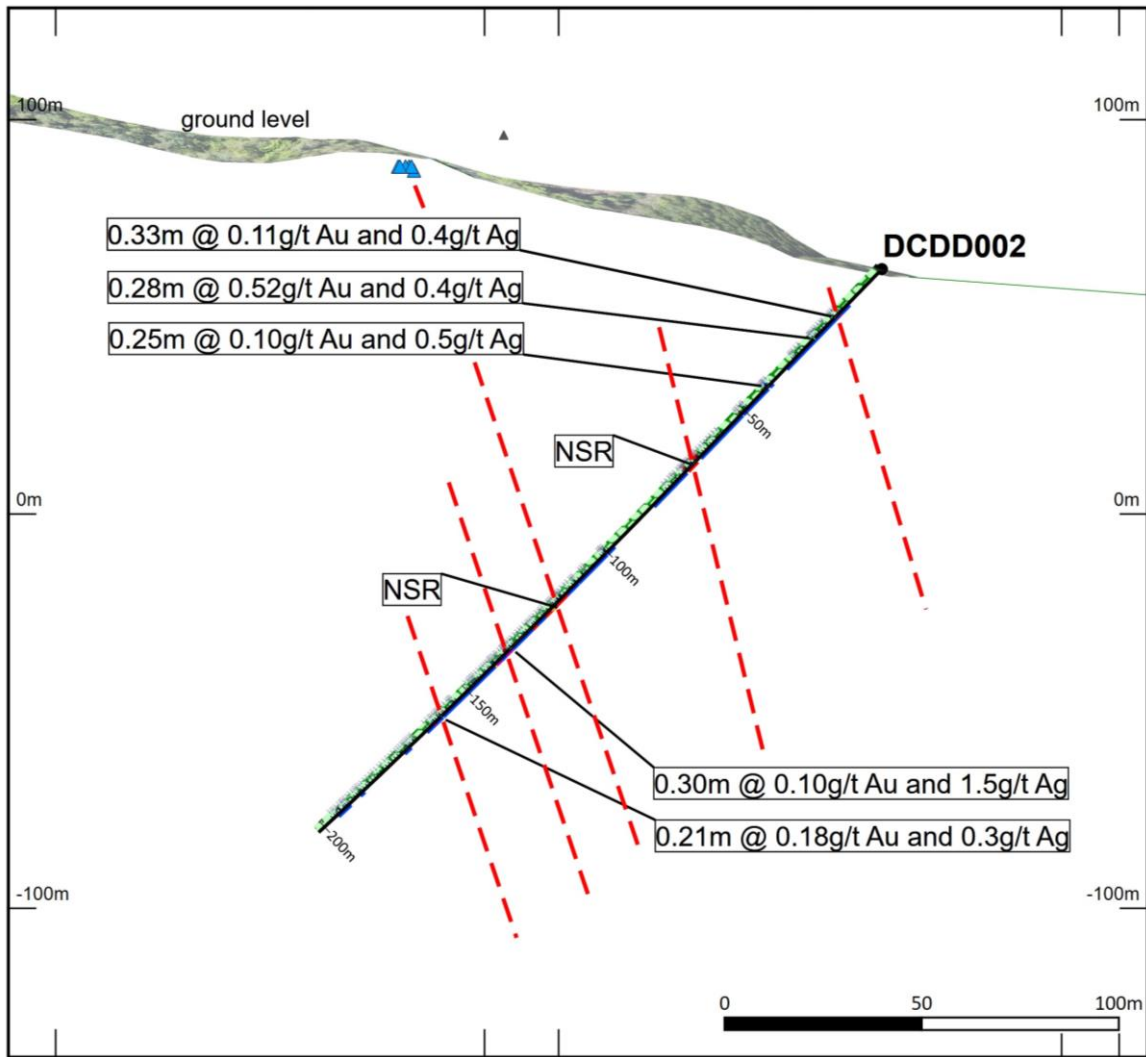 100m
100m
ground level
0.33m @ 0.11g/t Au and 0.4g/t Ag
DCDD002
0.28m @ 0.52g/t Au and 0.4g/t Ag
0.25m @ 0.10g/t Au and 0.5g/t Ag
50m
NSR
0m
0m
100m
NSR
150m
0.30m @ 0.10g/t Au and 1.5g/t Ag
0.21m @ 0.18g/t Au and 0.3g/t Ag
200m
-100m
-100m
0 50 100m